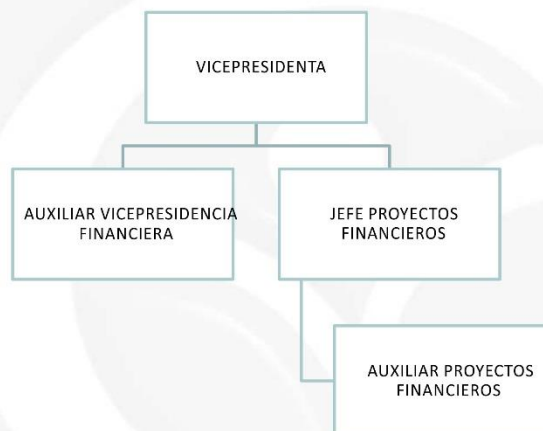 VICEPRESIDENTA
AUXILIAR VICEPRESIDENCIA
FINANCIERA
JEFE PROYECTOS
FINANCIEROS
AUXILIAR PROYECTOS
FINANCIEROS